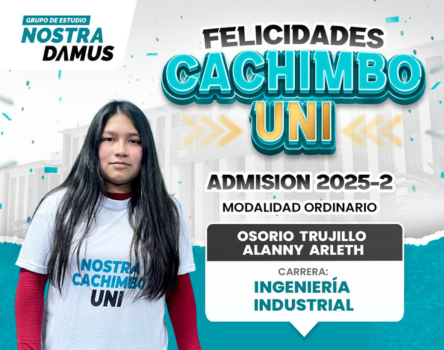 GRUPO DE ESTUDIO
NOSTRA
DAMUS
FELICIDADES
CACHIMBO
UNI
ADMISION 2025-2
MODALIDAD ORDINARIO
OSORIO TRUJILLO
ALANNY ARLETH
CARRERA:
INGENIERÍA
INDUSTRIAL
NOSTRA
CACHIMBO
UNI